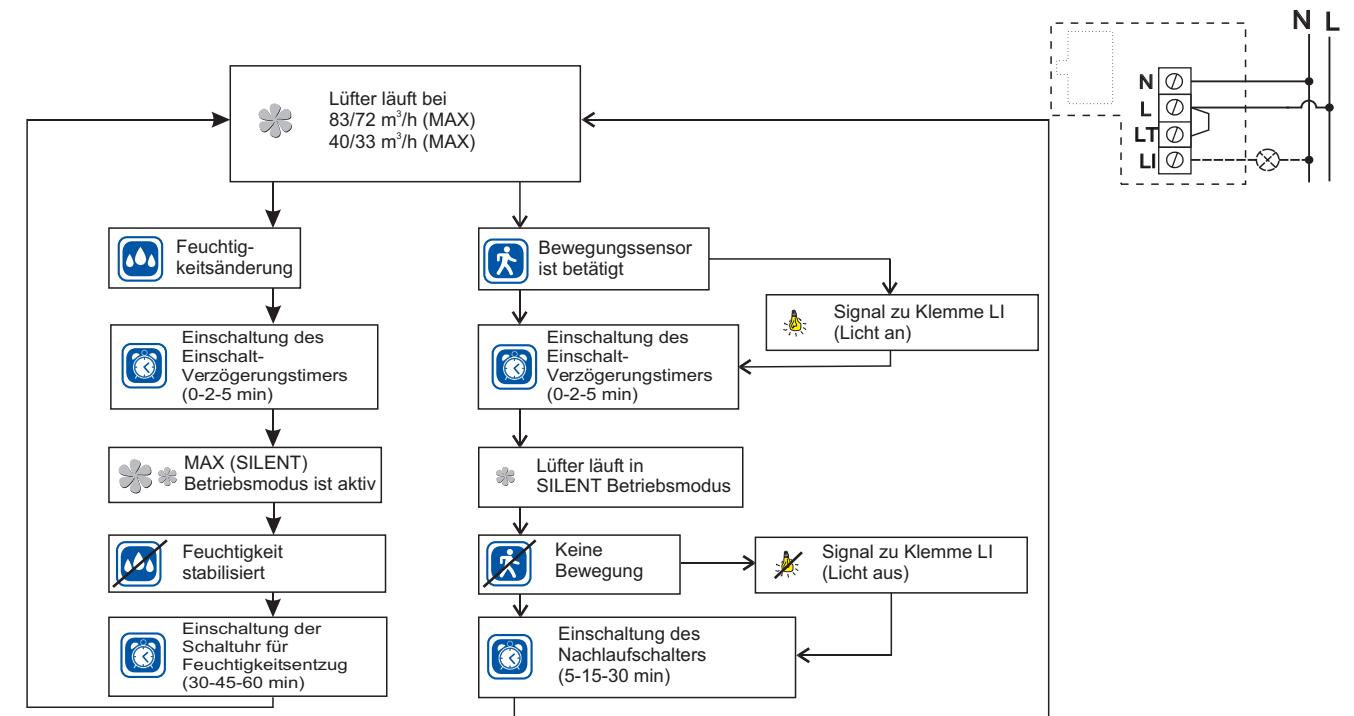 Lüfter läuft bei
83/72 m³/h (MAX)
40/33 m³/h (MAX)
Feuchtig-
keitsänderung
Einschaltung des
Einschalt-
Verzögerungstimers
(0-2-5 min)
MAX (SILENT)
Betriebsmodus ist aktiv
Feuchtigkeit
stabilisiert
Einschaltung der
Schaltuhr für
Feuchtigkeitsentzug
(30-45-60 min)
Bewegungssensor
ist betätigt
Signal zu Klemme LI
(Licht an)
Einschaltung des
Einschalt-
Verzögerungstimers
(0-2-5 min)
Lüfter läuft in
SILENT Betriebsmodus
Keine
Bewegung
Signal zu Klemme LI
(Licht aus)
Einschaltung des
Nachlaufschalters
(5-15-30 min)
N L
N
L
LT
LI